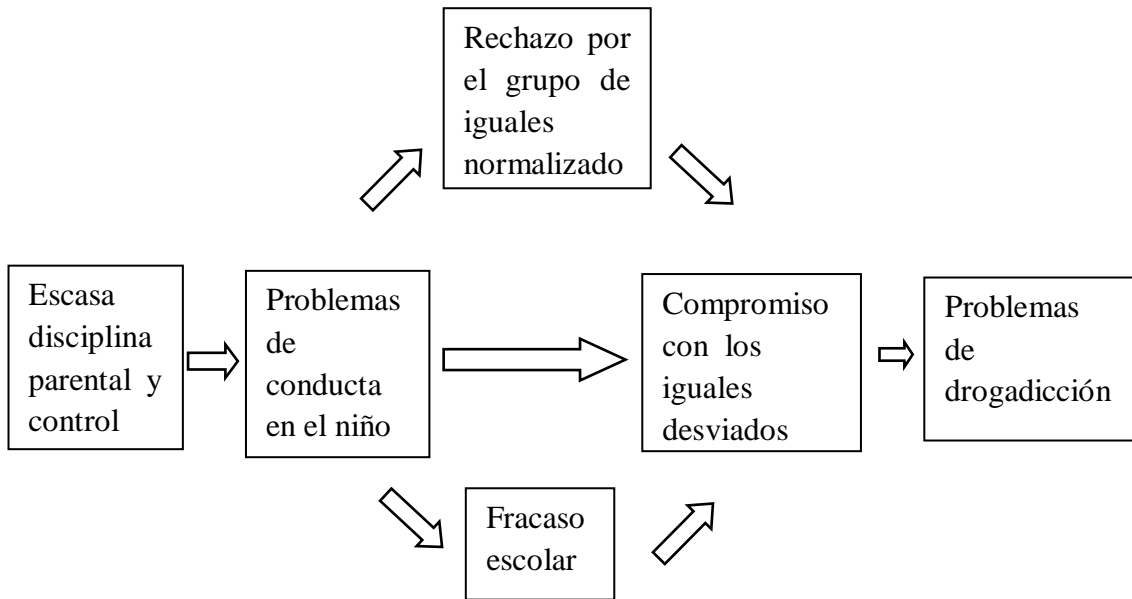 Rechazo por
el grupo de
iguales
normalizado
Escasa
disciplina
parental y
control
Problemas
de
conducta
en el niño
Compromiso
con los
iguales
desviados
Problemas
de
drogadicción
Fracaso
escolar